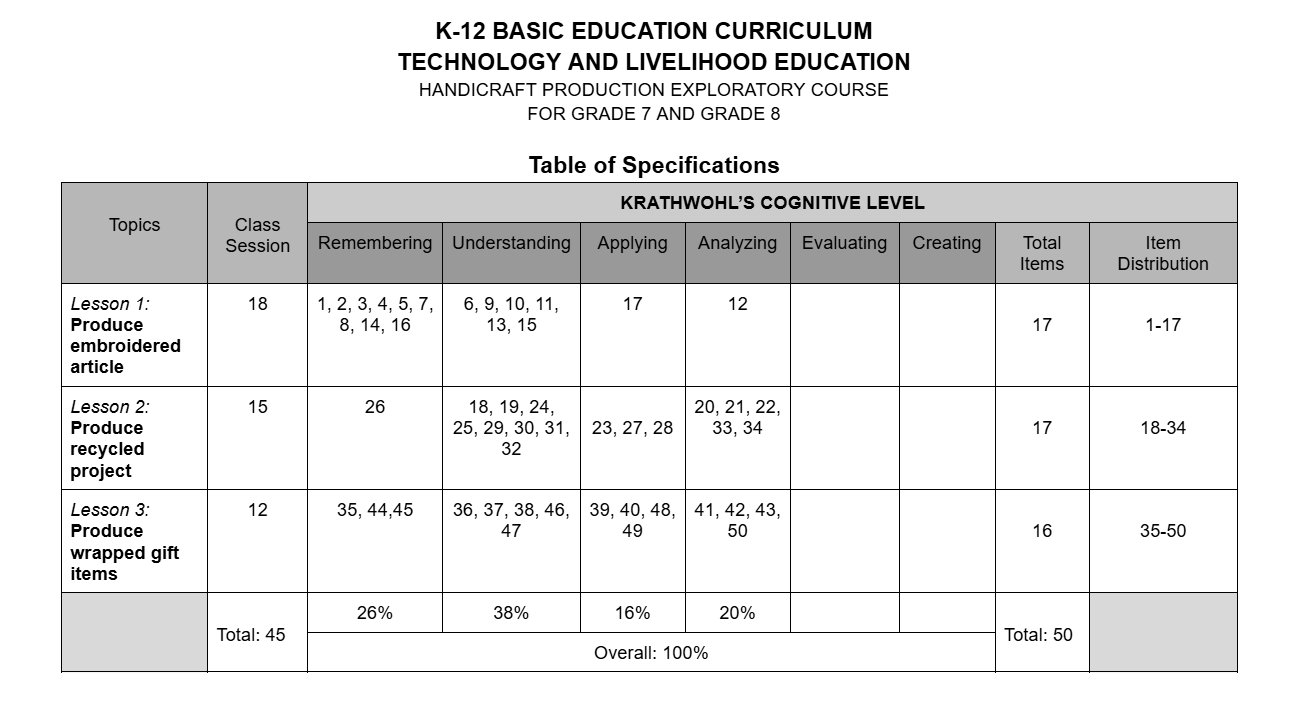 K-12 BASIC EDUCATION CURRICULUM
TECHNOLOGY AND LIVELIHOOD EDUCATION
HANDICRAFT PRODUCTION EXPLORATORY COURSE
FOR GRADE 7 AND GRADE 8
Table of Specifications
Topics
Class
Session
KRATHWOHL’S COGNITIVE LEVEL
Remembering
Understanding
Applying
Analyzing
Evaluating
Creating
Total
Items
Item
Distribution
Lesson 1:
Produce
embroidered
article
18
1, 2, 3, 4, 5, 7,
8, 14, 16
6, 9, 10, 11,
13, 15
17
12
17
1-17
Lesson 2:
Produce
recycled
project
15
26
18, 19, 24,
25, 29, 30, 31,
32
23, 27, 28
20, 21, 22,
33, 34
17
18-34
Lesson 3:
Produce
wrapped gift
items
12
35, 44,45
36, 37, 38, 46,
47
39, 40, 48,
49
41, 42, 43,
50
16
35-50
Total: 45
26%
38%
16%
20%
Overall: 100%
Total: 50